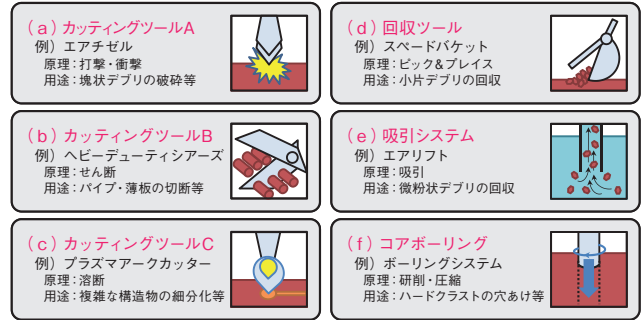 (a) カッティングツールA
例) エアチゼル
原理：打撃・衝撃
用途：塊状デブリの破砕等
(b) カッティングツールB
例) ヘビーデューティシアーズ
原理：せん断
用途：パイプ・薄板の切断等
(c) カッティングツールC
例) プラズマアークカッター
原理：溶断
用途：複雑な構造物の細分化等
(d) 回収ツール
例) スペードバケット
原理：ピック&プレイス
用途：小片デブリの回収
(e) 吸引システム
例) エアリフト
原理：吸引
用途：微粉状デブリの回収
(f) コアボーリング
例) ボーリングシステム
原理：研削・圧縮
用途：ハードクラストの穴あけ等